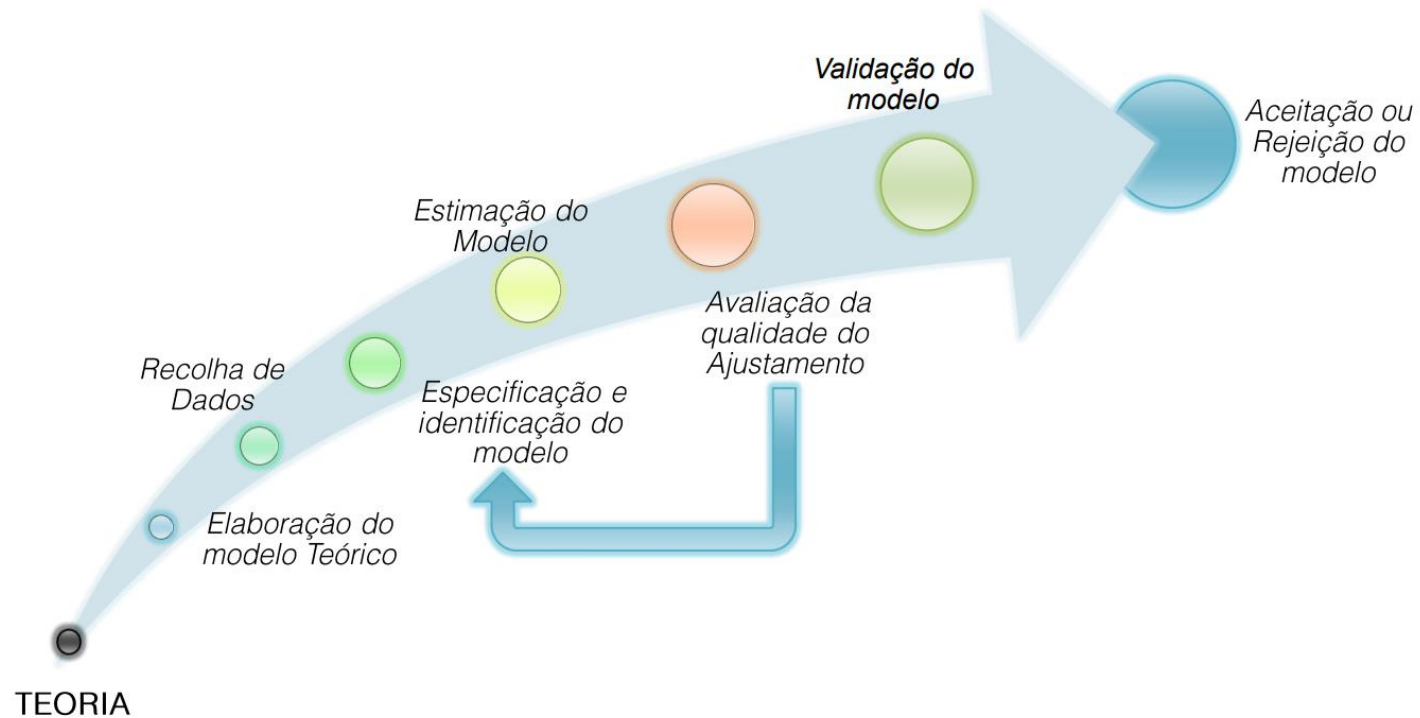 Validação do
modelo
Aceitação ou
Rejeição do
modelo
Estimação do
Modelo
Avaliação da
qualidade do
Ajustamento
Recolha de
Dados
Especificação e
identificação do
modelo
Elaboração do
modelo Teórico
TEORIA